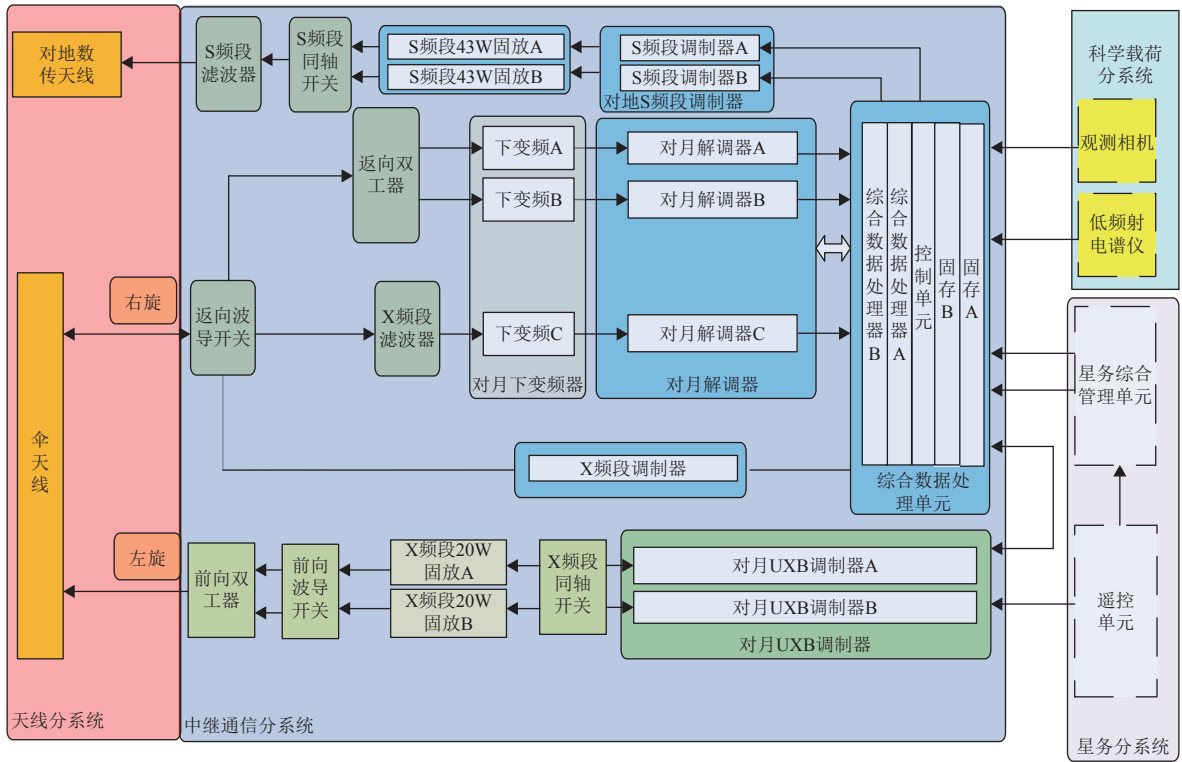 对地数
传天线
S频段
滤波器
S频段
同轴
开关
S频段43W固放A
S频段43W固放B
S频段调制器A
S频段调制器B
对地S频段调制器
科学载荷
分系统
观测相机
低频射
电谱仪
返向双
工器
下变频A
下变频B
下变频C
对月下变频器
对月解调器A
对月解调器B
对月解调器C
对月解调器
综合数据处理器B
综合数据处理器A
控制单元
固存B
固存A
综合数据处
理单元
右旋
返向波
导开关
X频段
滤波器
伞天线
X频段调制器
星务综合
管理单元
左旋
前向双
工器
前向
波导
开关
X频段20W
固放A
X频段20W
固放B
X频段
同轴
开关
对月UXB调制器A
对月UXB调制器B
对月UXB调制器
遥控
单元
天线分系统
中继通信分系统
星务分系统